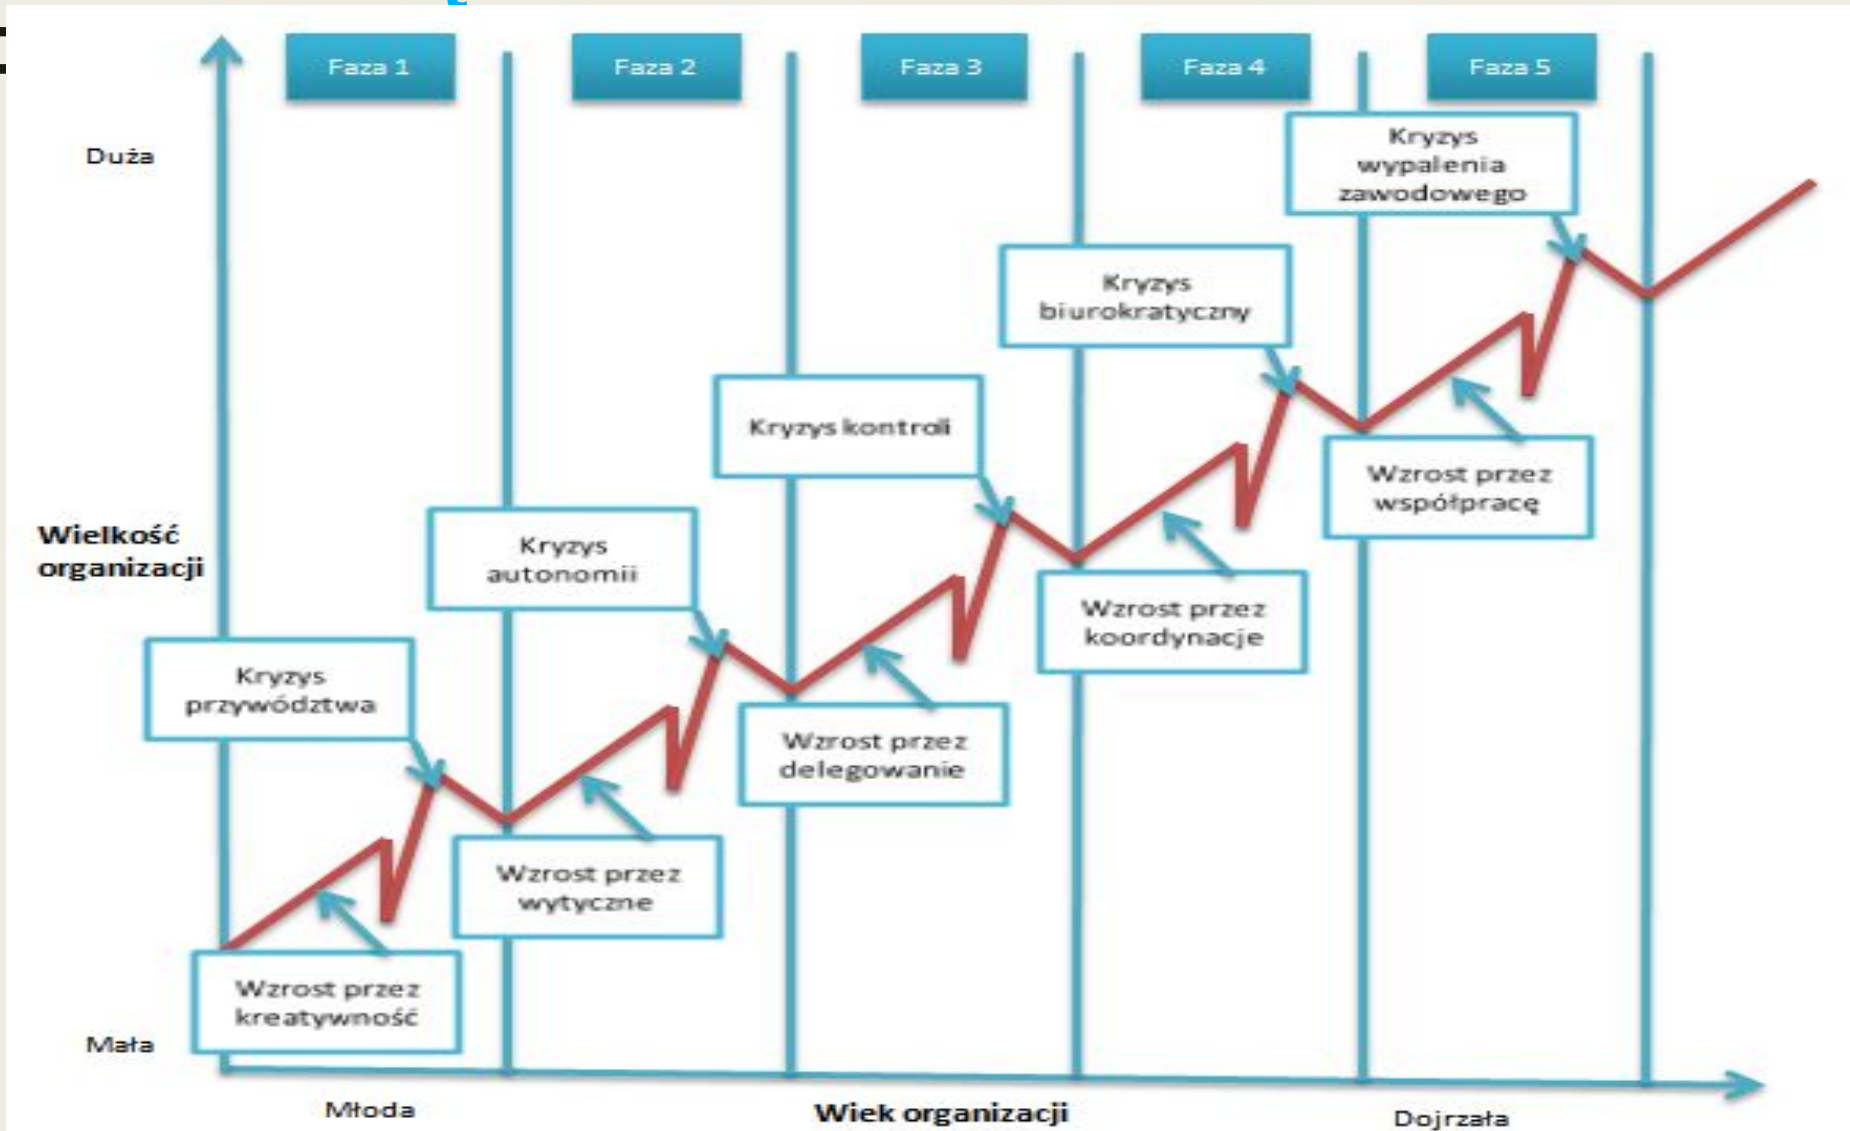 Faza 1
Faza 2
Faza 3
Faza 4
Faza 5
Duża
Kryzys
wypalenia
zawodowego
Kryzys
biurokratyczny
Kryzys kontroli
Wzrost przez
współpracę
Wielkość
organizacji
Kryzys
autonomii
Wzrost przez
koordynacje
Kryzys
przywództwa
Wzrost przez
delegowanie
Wzrost przez
wytyczne
Wzrost przez
kreatywność
Mała
Młoda
Wiek organizacji
Dojrzała